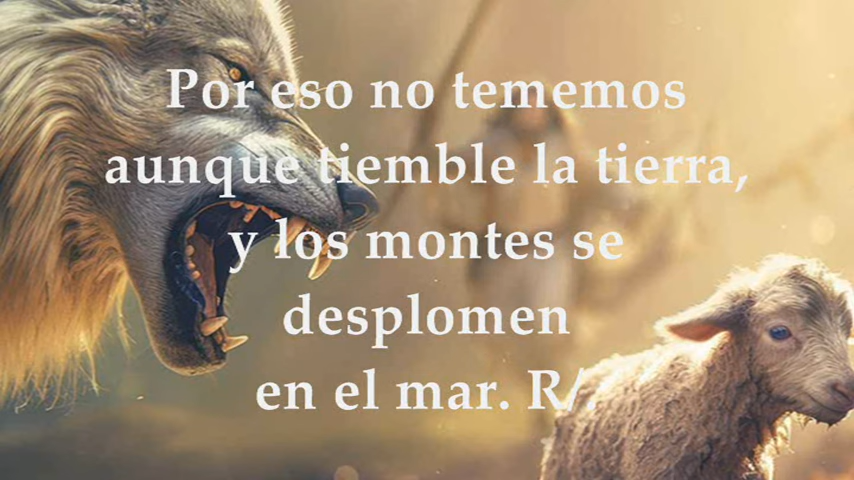 Por eso no tememos
aunque tiemble la tierra,
y los montes se
desplomen
en el mar. R/.